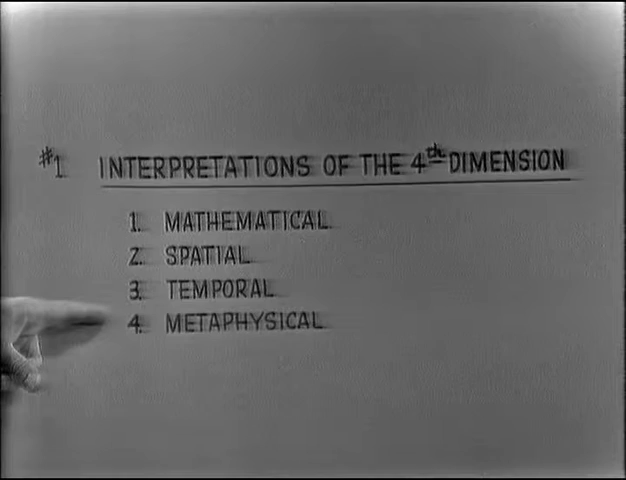 #1 INTERPRETATIONS OF THE 4th DIMENSION
1. MATHEMATICAL
2. SPATIAL
3. TEMPORAL
4. METAPHYSICAL